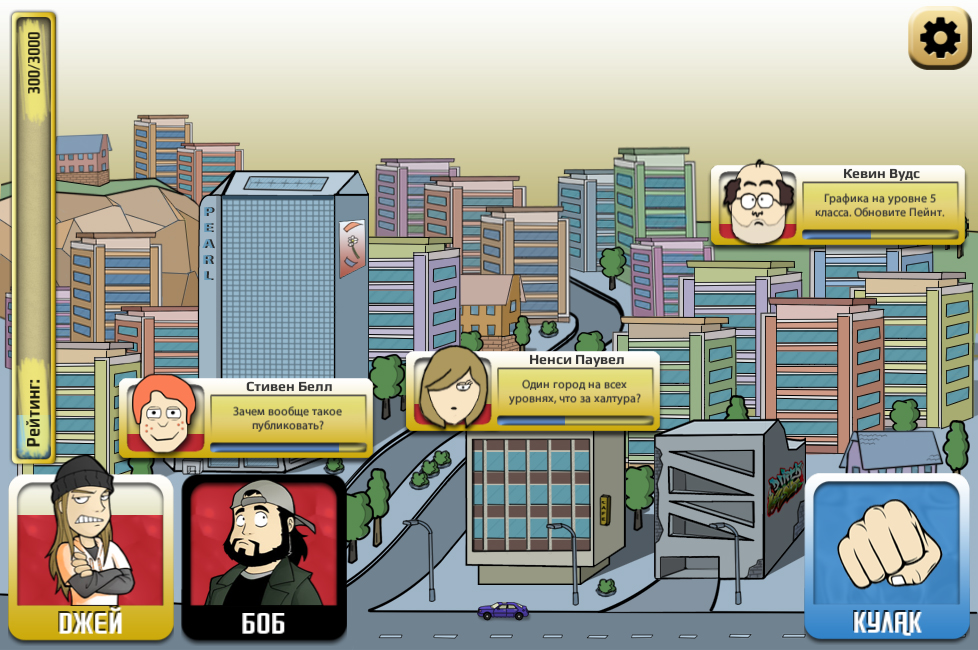 300/3000
Рейтинг:
PEARL
Кевин Вудс
Графика на уровне 5
класса. Обновите Пейнт.
Ненси Паувел
Один город на всех
уровнях, что за халтура?
Стивен Белл
Зачем вообще такое
публиковать?
ДЖЕЙ
БОБ
КУЛАК